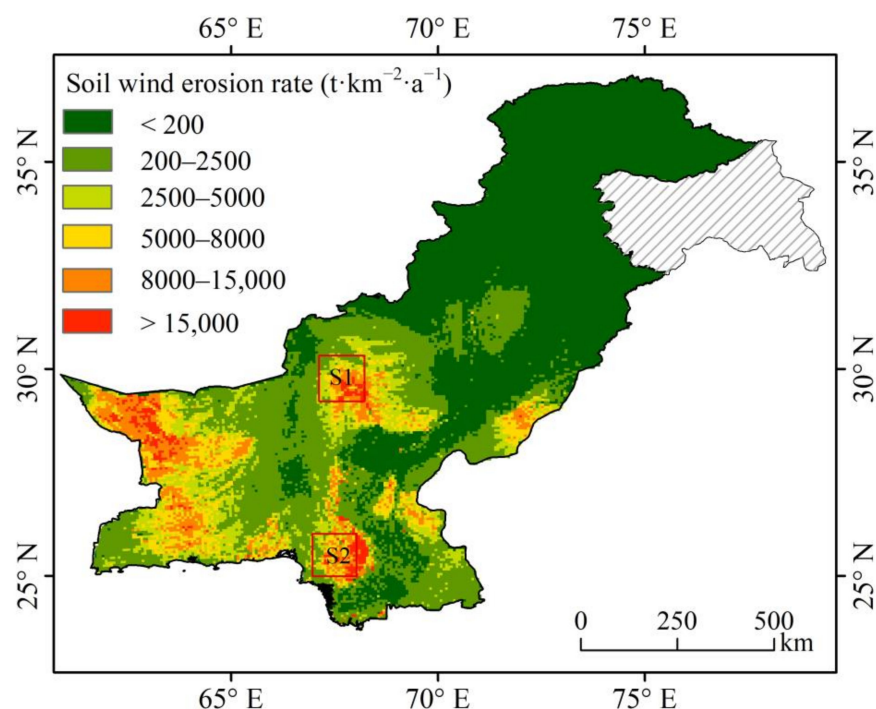 65° E 70° E 75° E
Soil wind erosion rate (t·km⁻²·a⁻¹)
< 200
200–2500
2500–5000
5000–8000
8000–15,000
> 15,000
35° N 35° N
30° N 30° N
S1
S2
25° N 25° N
0 250 500
km
65° E 70° E 75° E